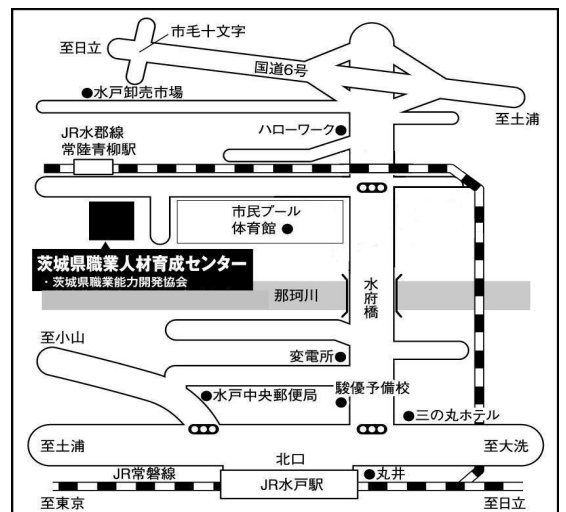 市毛十文字
至日立
国道6号
●水戸卸売市場
至土浦
JR水郡線
常陸青柳駅
ハローワーク●
市民プール
体育館 ●
茨城県職業人材育成センター
・茨城県職業能力開発協会
那珂川
水府橋
至小山
変電所●
●水戸中央郵便局
駿優予備校
●
●三の丸ホテル
至土浦
至大洗
北口
JR常磐線
JR水戸駅
●丸井
至東京
至日立